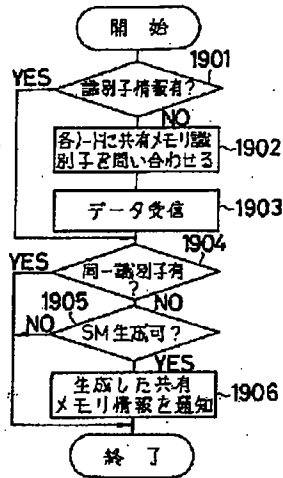 開始
1901
YES
識別子情報有?
NO
各ノードに共有メモリ識
別子を問い合わせる
1902
データ受信
1903
1904
YES
同一識別子有
?
1905
NO
NO
SM生成可?
YES
生成した共有
メモリ情報を通知
1906
終了